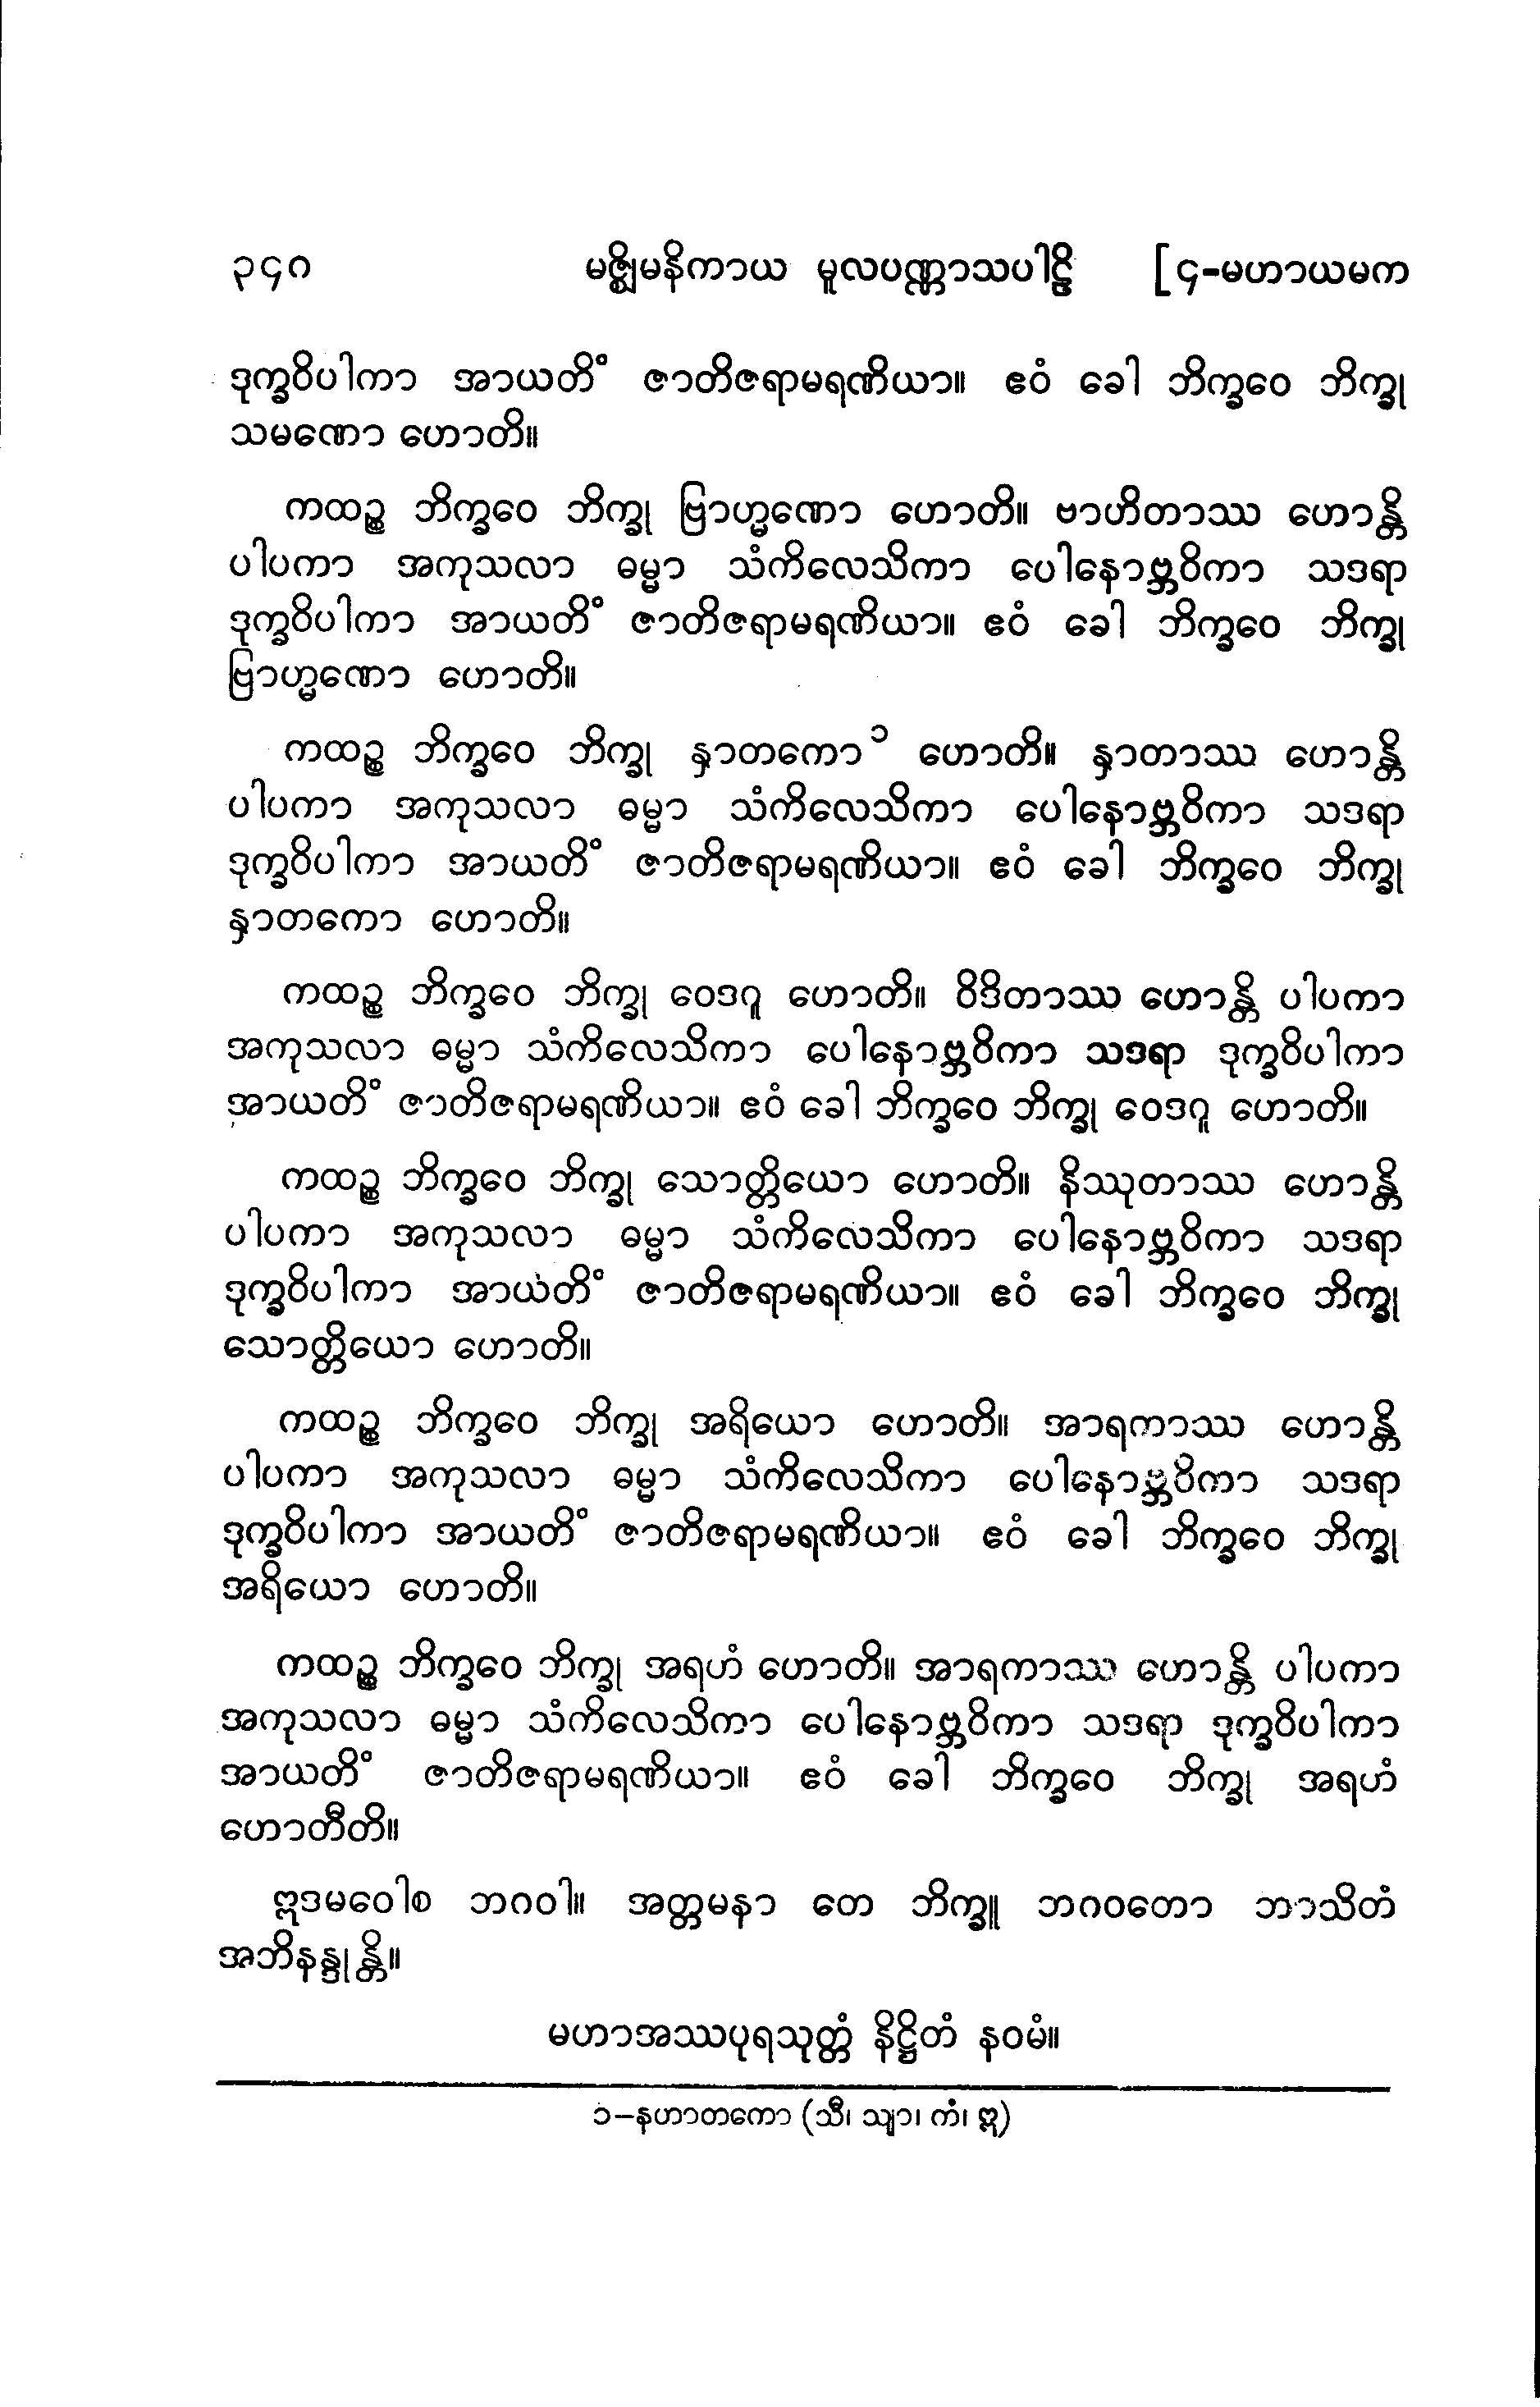 ၃၄၈ မဇ္ဈိမနိကာယ မူလပဏ္ဏာသပါဠိ [၄-မဟာယမက
ဒုက္ခဝိပါကာ အာယတိံ ဇာတိဇရာမရဏိယာ။ ဧဝံ ခေါ ဘိက္ခဝေ ဘိက္ခု
သမဏော ဟောတိ။
ကထဉ္စ ဘိက္ခဝေ ဘိက္ခု ဗြာဟ္မဏော ဟောတိ။ ဗာဟိတာဿ ဟောန္တိ
ပါပကာ အကုသလာ ဓမ္မာ သံကိလေသိကာ ပေါနောဗ္ဘဝိကာ သဒရာ
ဒုက္ခဝိပါကာ အာယတိံ ဇာတိဇရာမရဏိယာ။ ဧဝံ ခေါ ဘိက္ခဝေ ဘိက္ခု
ဗြာဟ္မဏော ဟောတိ။
ကထဉ္စ ဘိက္ခဝေ ဘိက္ခု နှာတကော ၁ ဟောတိ။ နှာတာဿ ဟောန္တိ
ပါပကာ အကုသလာ ဓမ္မာ သံကိလေသိကာ ပေါနောဗ္ဘဝိကာ သဒရာ
ဒုက္ခဝိပါကာ အာယတိံ ဇာတိဇရာမရဏိယာ။ ဧဝံ ခေါ ဘိက္ခဝေ ဘိက္ခု
နှာတကော ဟောတိ။
ကထဉ္စ ဘိက္ခဝေ ဘိက္ခု ဝေဒဂူ ဟောတိ။ ဝိဒိတာဿ ဟောန္တိ ပါပကာ
အကုသလာ ဓမ္မာ သံကိလေသိကာ ပေါနောဗ္ဘဝိကာ သဒရာ ဒုက္ခဝိပါကာ
အာယတိံ ဇာတိဇရာမရဏိယာ။ ဧဝံ ခေါ ဘိက္ခဝေ ဘိက္ခု ဝေဒဂူ ဟောတိ။
ကထဉ္စ ဘိက္ခဝေ ဘိက္ခု သောတ္တိယော ဟောတိ။ နိဿုတာဿ ဟောန္တိ
ပါပကာ အကုသလာ ဓမ္မာ သံကိလေသိကာ ပေါနောဗ္ဘဝိကာ သဒရာ
ဒုက္ခဝိပါကာ အာယတိံ ဇာတိဇရာမရဏိယာ။ ဧဝံ ခေါ ဘိက္ခဝေ ဘိက္ခု
သောတ္တိယော ဟောတိ။
ကထဉ္စ ဘိက္ခဝေ ဘိက္ခု အရိယော ဟောတိ။ အာရကာဿ ဟောန္တိ
ပါပကာ အကုသလာ ဓမ္မာ သံကိလေသိကာ ပေါနောဗ္ဘဝိကာ သဒရာ
ဒုက္ခဝိပါကာ အာယတိံ ဇာတိဇရာမရဏိယာ။ ဧဝံ ခေါ ဘိက္ခဝေ ဘိက္ခု
အရိယော ဟောတိ။
ကထဉ္စ ဘိက္ခဝေ ဘိက္ခု အရဟံ ဟောတိ။ အာရကာဿ ဟောန္တိ ပါပကာ
အကုသလာ ဓမ္မာ သံကိလေသိကာ ပေါနောဗ္ဘဝိကာ သဒရာ ဒုက္ခဝိပါကာ
အာယတိံ ဇာတိဇရာမရဏိယာ။ ဧဝံ ခေါ ဘိက္ခဝေ ဘိက္ခု အရဟံ
ဟောတီတိ။
ဣဒမဝေါစ ဘဂဝါ။ အတ္တမနာ တေ ဘိက္ခူ ဘဂဝတော ဘာသိတံ
အဘိနန္ဒုန္တိ။
မဟာအဿပုရသုတ္တံ နိဋ္ဌိတံ နဝမံ။
၁–နဟာတကော (သီ၊ သျာ၊ ကံ၊ ဣ)